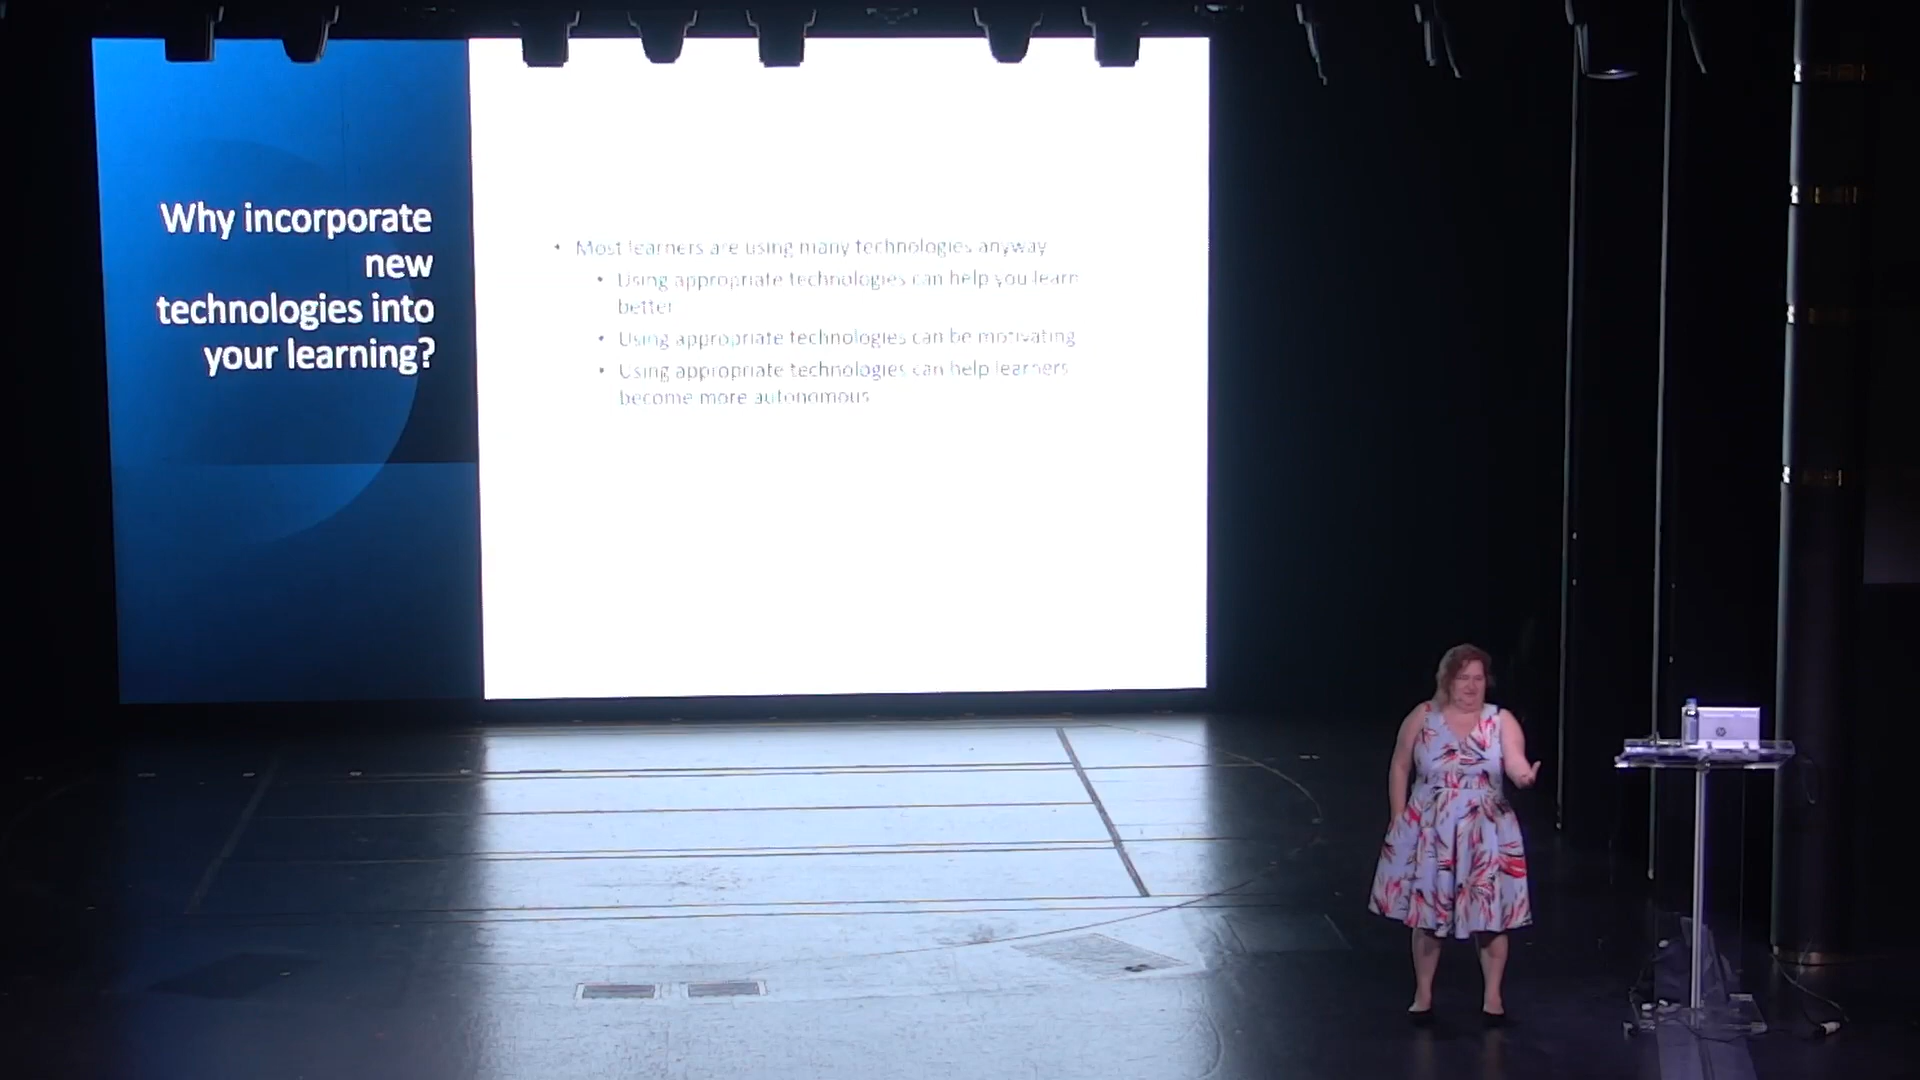 Why incorporate
new
technologies into
your learning?
• Most learners are using many technologies anyway
• Using appropriate technologies can help you learn
better
• Using appropriate technologies can be motivating
• Using appropriate technologies can help learners
become more autonomous